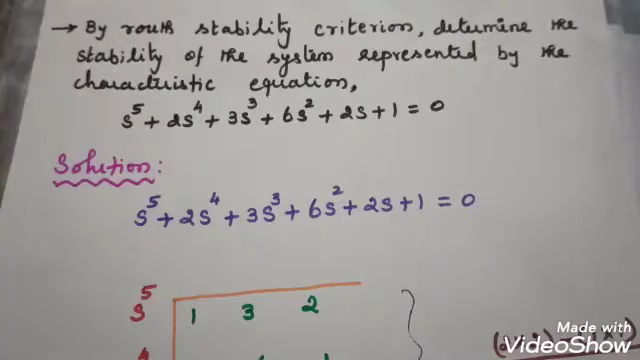 → By routh stability criterion, determine the
stability of the system represented by the
characteristic equation,
s⁵ + 2s⁴ + 3s³ + 6s² + 2s + 1 = 0
Solution:
s⁵ + 2s⁴ + 3s³ + 6s² + 2s + 1 = 0
s⁵ 1 3 2
4
Made with
VideoShow